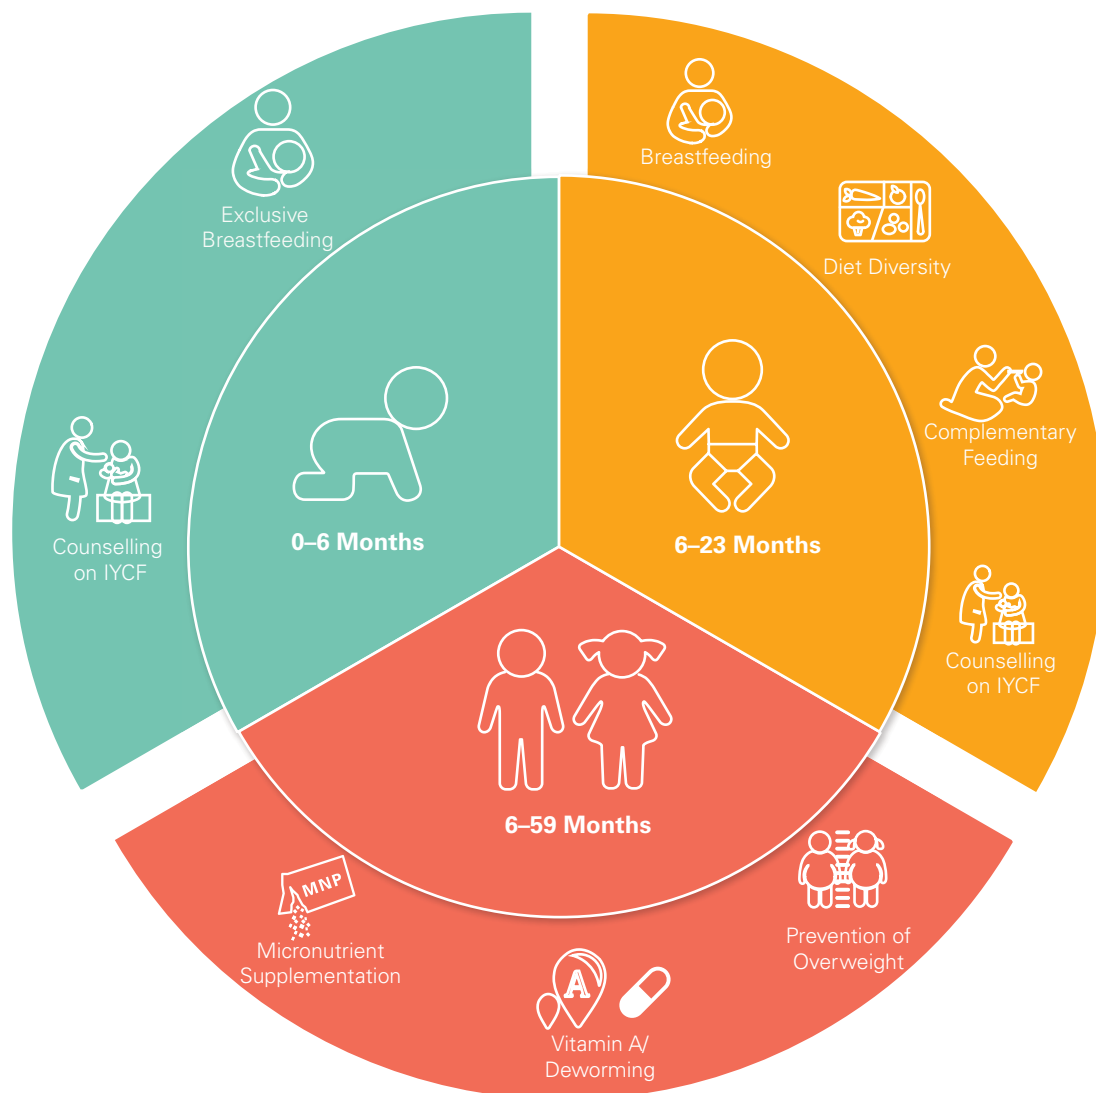 Exclusive
Breastfeeding
Counselling
on IYCF
0–6 Months
Breastfeeding
Diet Diversity
Complementary
Feeding
Counselling
on IYCF
6–23 Months
6–59 Months
MNP
Micronutrient
Supplementation
A
Vitamin A/
Deworming
Prevention of
Overweight